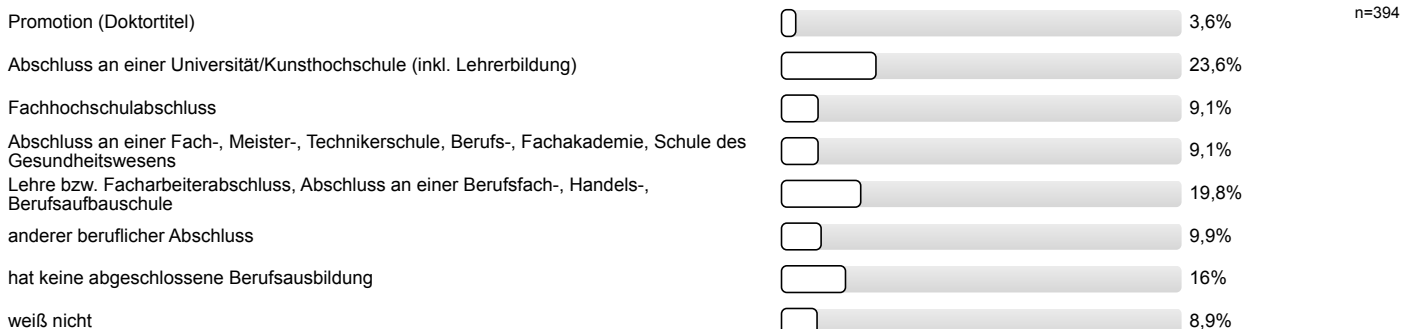 Promotion (Doktortitel) 3,6% n=394
Abschluss an einer Universität/Kunsthochschule (inkl. Lehrerbildung) 23,6%
Fachhochschulabschluss 9,1%
Abschluss an einer Fach-, Meister-, Technikerschule, Berufs-, Fachakademie, Schule des
Gesundheitswesens 9,1%
Lehre bzw. Facharbeiterabschluss, Abschluss an einer Berufsfach-, Handels-,
Berufsaufbauschule 19,8%
anderer beruflicher Abschluss 9,9%
hat keine abgeschlossene Berufsausbildung 16%
weiß nicht 8,9%